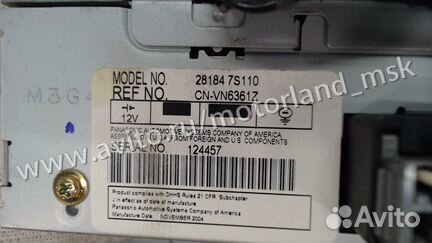 MODEL NO. 28184 7S110
REF NO. CN-VN6361Z
M3G4
12V
PANASONIC AUTOMOTIVE SYSTEMS COMPANY OF AMERICA
FROM FOREIGN AND U.S. COMPONENTS
SERIAL NO. 124457
www.avito.ru/motorland_msk
Product complies with DHHS Rules 21 CFR, Subchapter
J in effect as of date of manufacture
Panasonic Automotive Systems Company of America
NOVEMBER 2004
Avito